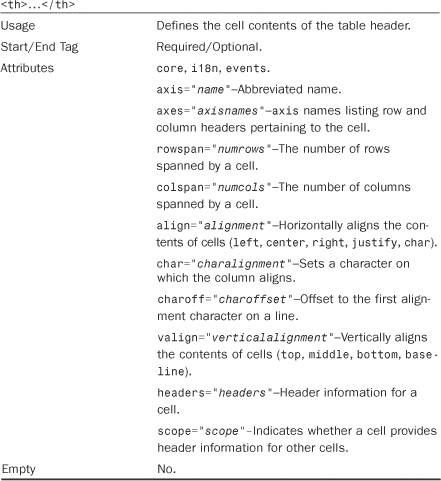 <th>...</th>
Usage Defines the cell contents of the table header.
Start/End Tag Required/Optional.
Attributes core, i18n, events.
axis="name"–Abbreviated name.
axes="axisnames"–axis names listing row and
column headers pertaining to the cell.
rowspan="numrows"–The number of rows
spanned by a cell.
colspan="numcols"–The number of columns
spanned by a cell.
align="alignment"–Horizontally aligns the con-
tents of cells (left, center, right, justify, char).
char="charalignment"–Sets a character on
which the column aligns.
charoff="charoffset"–Offset to the first align-
ment character on a line.
valign="verticalalignment"–Vertically aligns
the contents of cells (top, middle, bottom, base-
line).
headers="headers"–Header information for a
cell.
scope="scope"–Indicates whether a cell provides
header information for other cells.
Empty No.